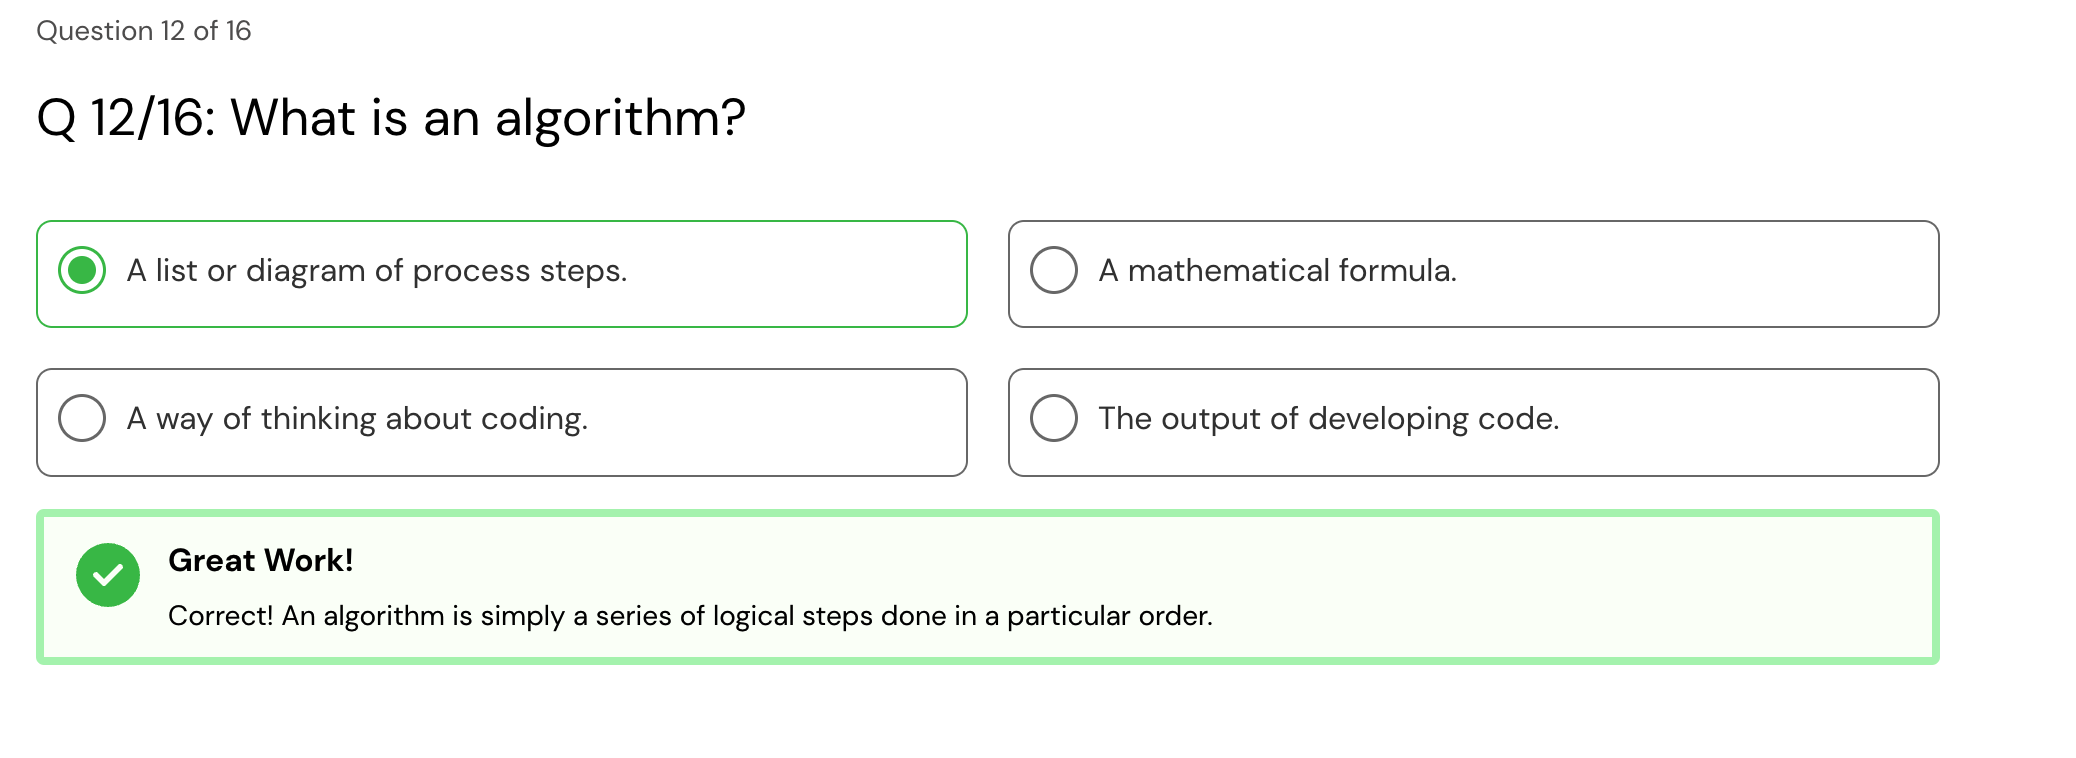 Question 12 of 16
Q 12/16: What is an algorithm?
A list or diagram of process steps.
A mathematical formula.
A way of thinking about coding.
The output of developing code.
Great Work!
Correct! An algorithm is simply a series of logical steps done in a particular order.